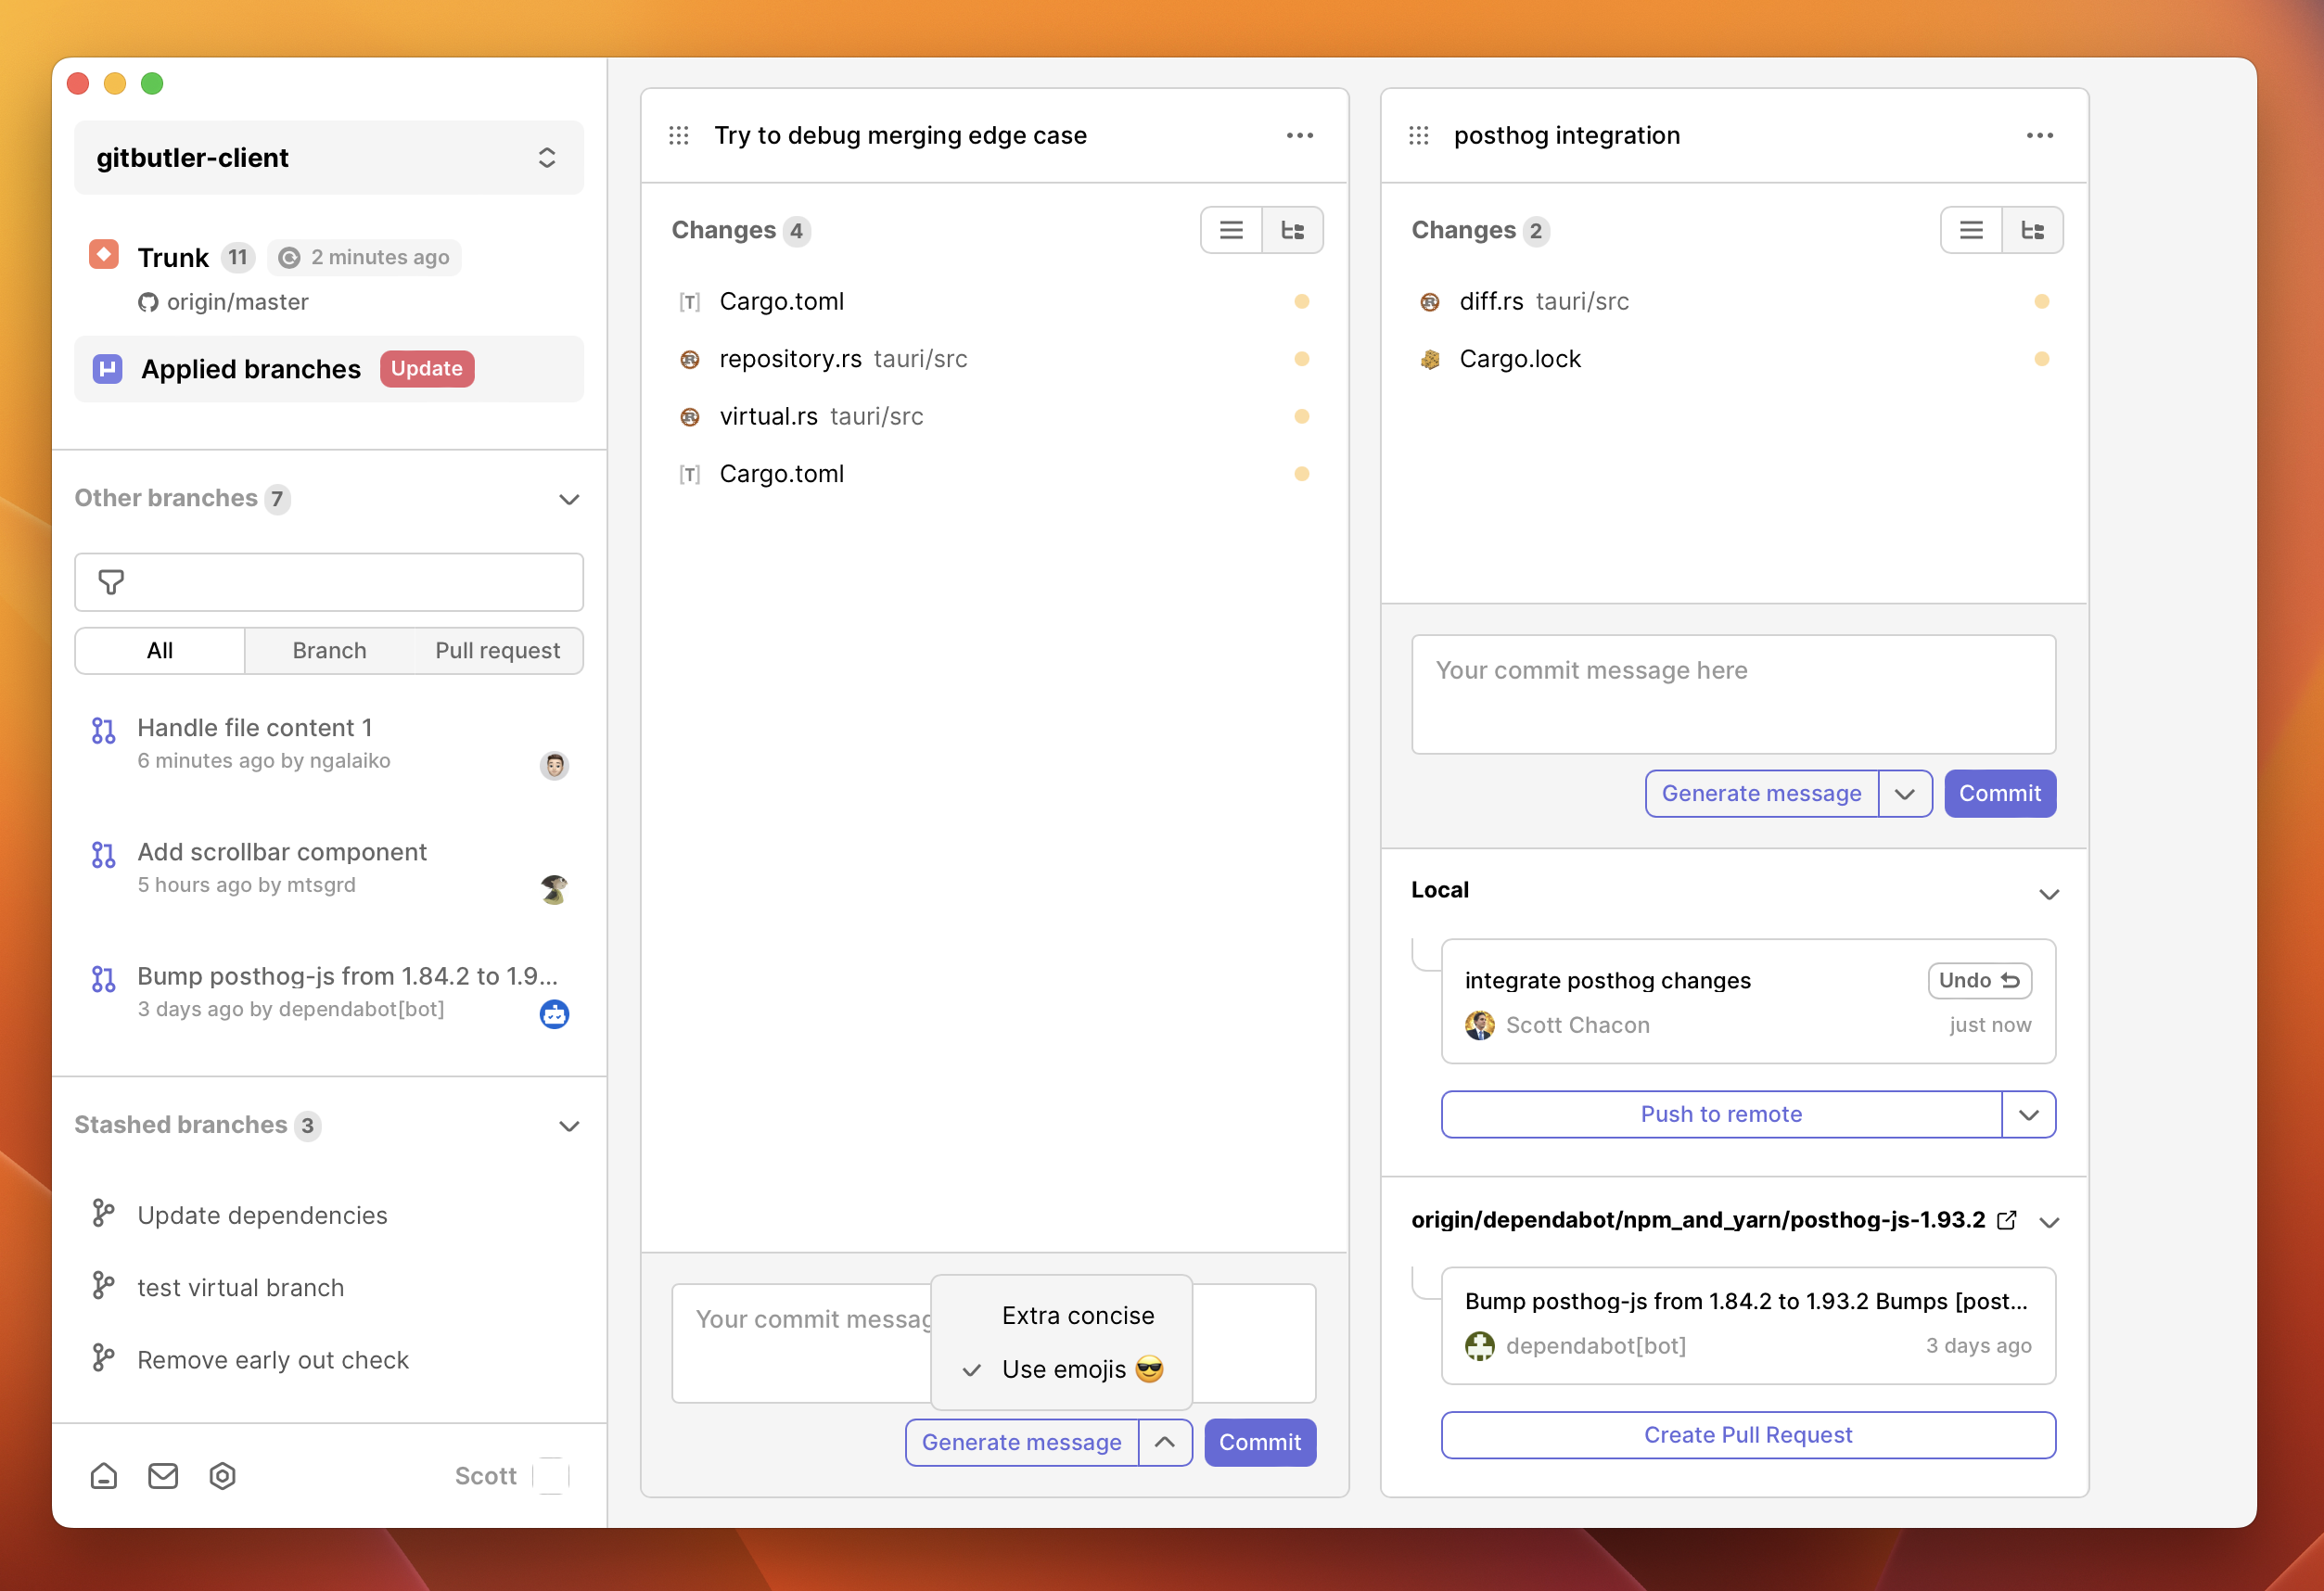 gitbutler-client
Trunk 11 2 minutes ago
origin/master
Applied branches Update
Other branches 7
All Branch Pull request
Handle file content 1
6 minutes ago by ngalaiko
Add scrollbar component
5 hours ago by mtsgrd
Bump posthog-js from 1.84.2 to 1.9...
3 days ago by dependabot[bot]
Stashed branches 3
Update dependencies
test virtual branch
Remove early out check
Scott
Try to debug merging edge case
Changes 4
[T] Cargo.toml
repository.rs tauri/src
virtual.rs tauri/src
[T] Cargo.toml
Your commit messag
Extra concise
Use emojis 😎
Generate message Commit
posthog integration
Changes 2
diff.rs tauri/src
Cargo.lock
Your commit message here
Generate message Commit
Local
integrate posthog changes Undo
Scott Chacon just now
Push to remote
origin/dependabot/npm_and_yarn/posthog-js-1.93.2
Bump posthog-js from 1.84.2 to 1.93.2 Bumps [post...
dependabot[bot] 3 days ago
Create Pull Request